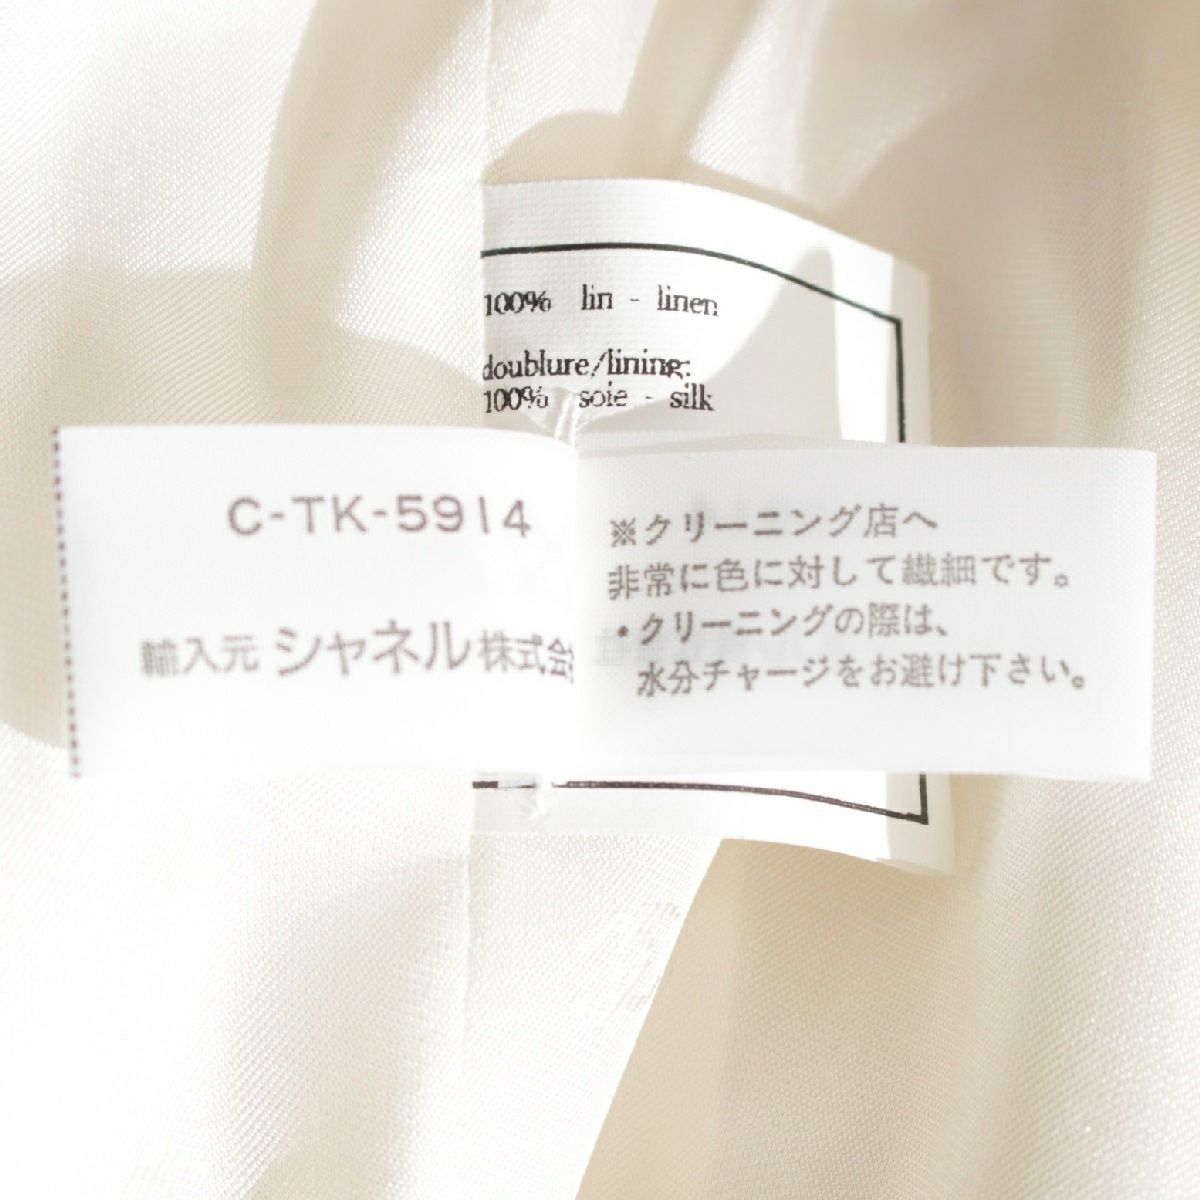 100% lin - linen
doublure/lining:
100% soie - silk
C-TK-5914
輸入元 シャネル株式会
※クリーニング店へ
非常に色に対して繊細です。
・クリーニングの際は、
水分チャージをお避け下さい。